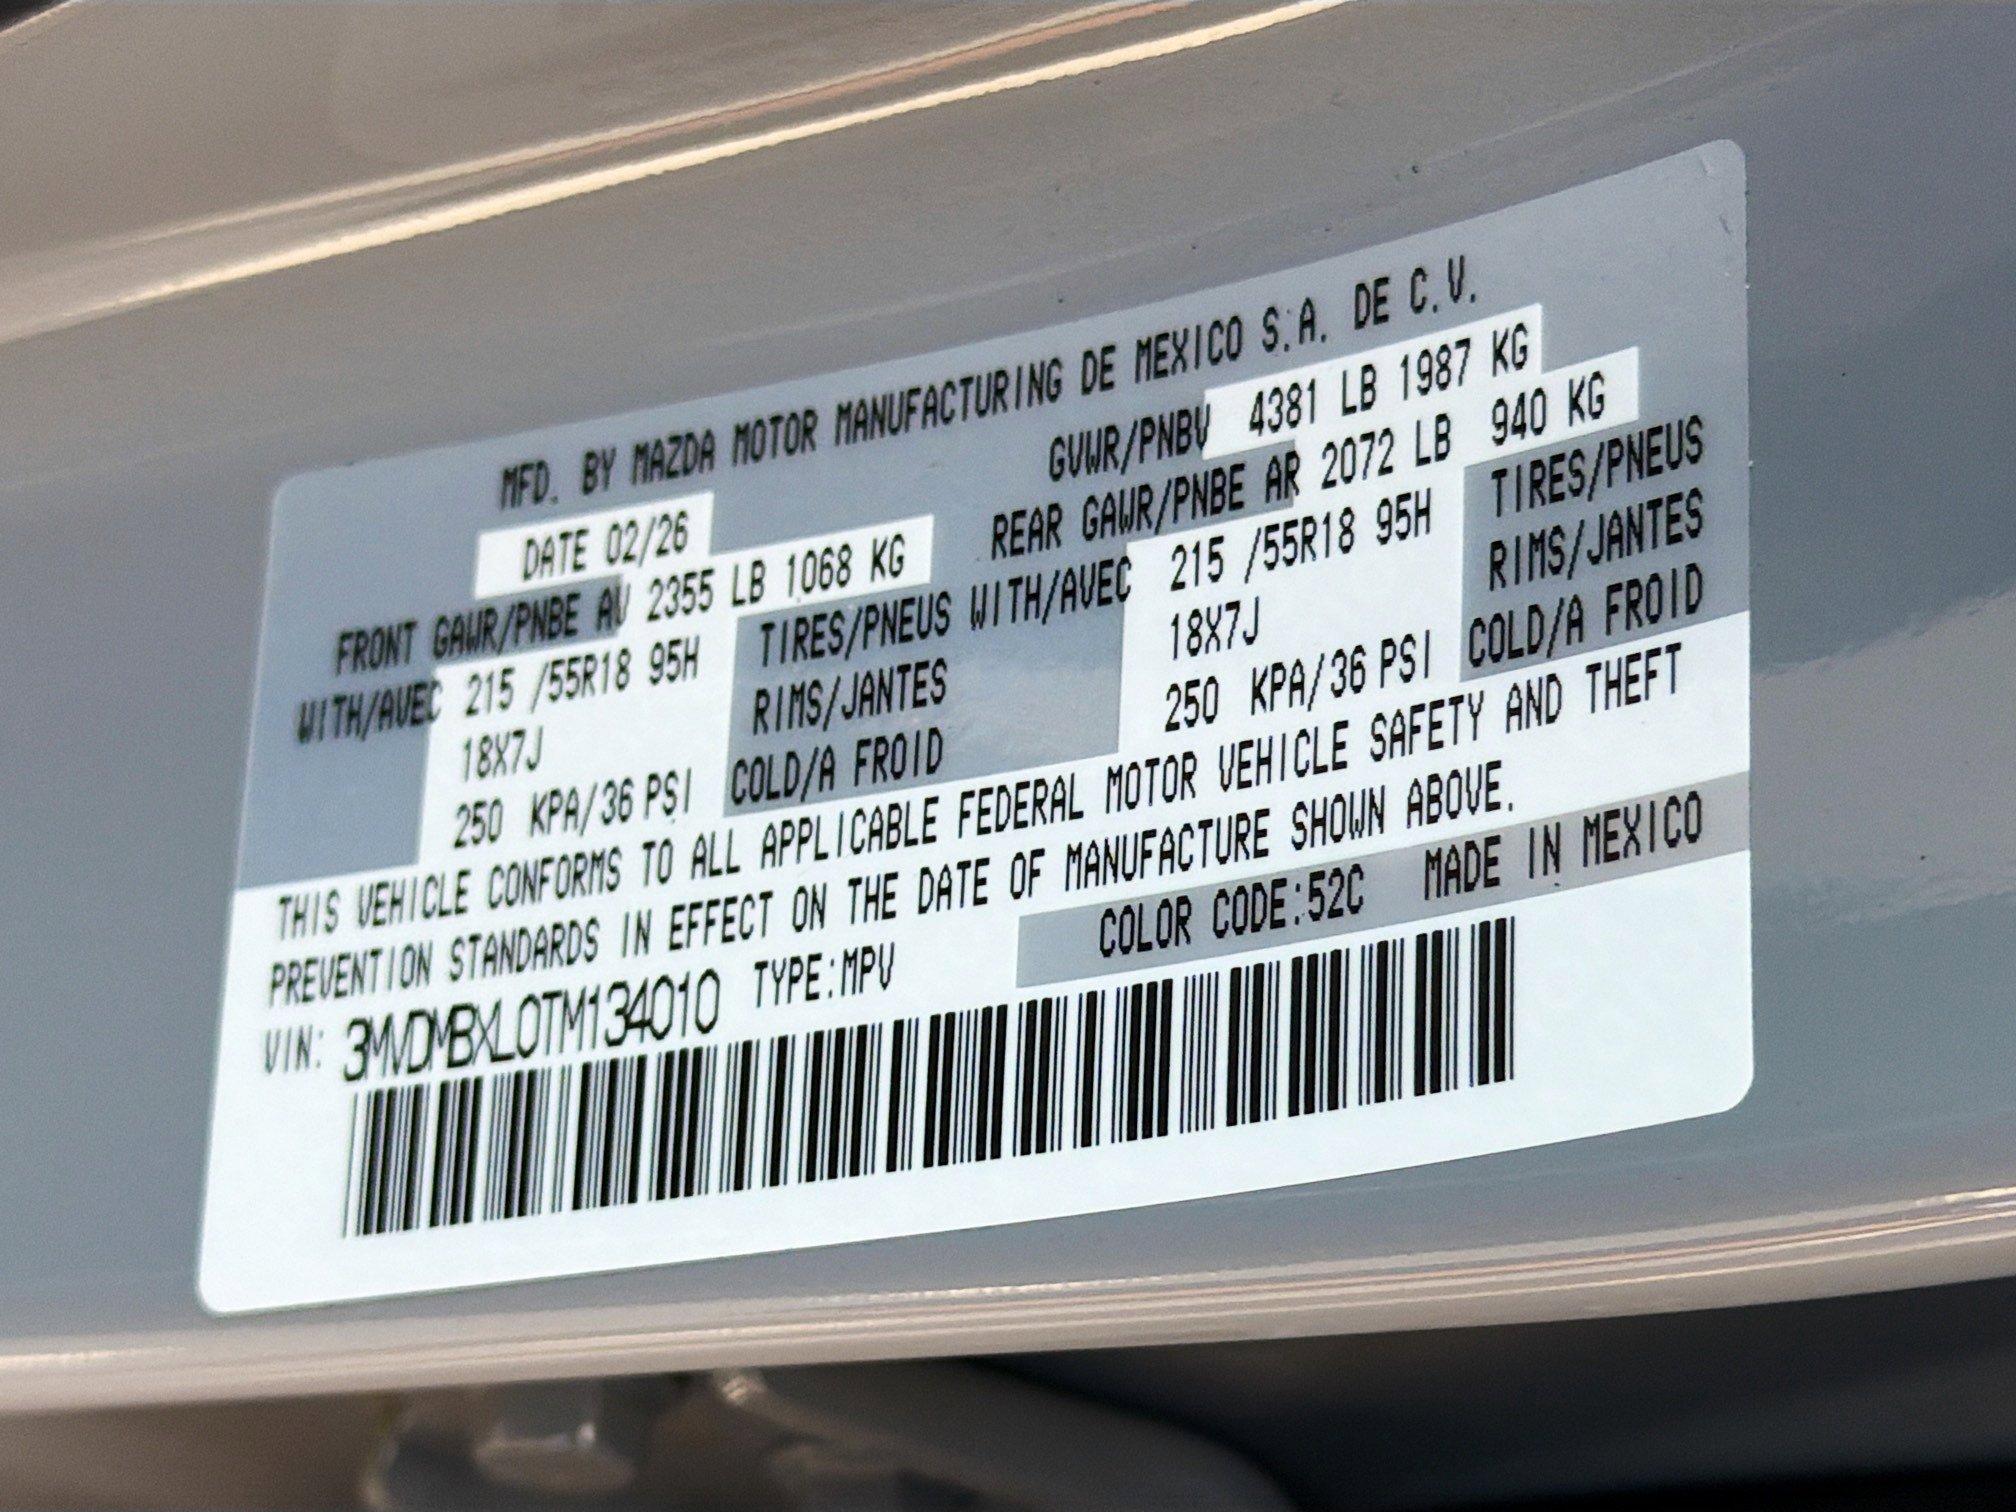 MFD. BY MAZDA MOTOR MANUFACTURING DE MEXICO S.A. DE C.V.
DATE 02/26 GVWR/PNBV 4381 LB 1987 KG
FRONT GAWR/PNBE AV 2355 LB 1068 KG REAR GAWR/PNBE AR 2072 LB 940 KG
WITH/AVEC 215 /55R18 95H TIRES/PNEUS WITH/AVEC 215 /55R18 95H TIRES/PNEUS
18X7J RIMS/JANTES 18X7J RIMS/JANTES
250 KPA/36 PSI COLD/A FROID 250 KPA/36 PSI COLD/A FROID
THIS VEHICLE CONFORMS TO ALL APPLICABLE FEDERAL MOTOR VEHICLE SAFETY AND THEFT
PREVENTION STANDARDS IN EFFECT ON THE DATE OF MANUFACTURE SHOWN ABOVE.
VIN: 3MVDMBXL0TM134010 TYPE:MPV COLOR CODE:52C MADE IN MEXICO